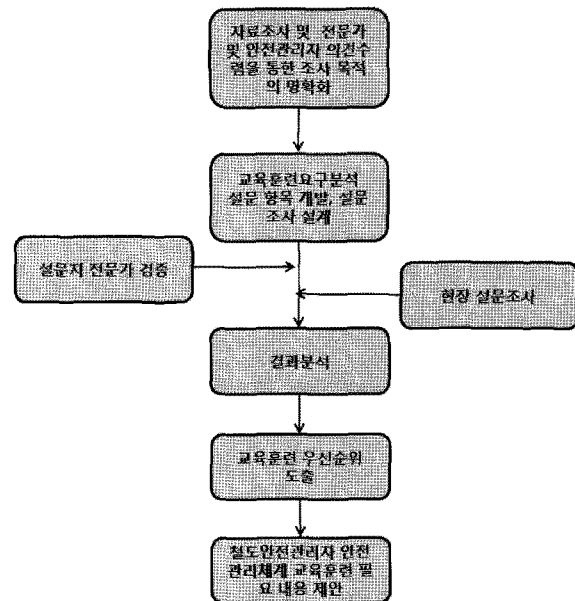 자료조사 및 전문가
및 안전관리자 의견수
렴을 통한 조사 목적
의 명확화
교육훈련요구분석
설문 항목 개발, 설문
조사 설계
설문지 전문가 검증
현장 설문조사
결과분석
교육훈련 우선순위
도출
철도안전관리자 안전
관리체계 교육훈련 필
요 내용 제안